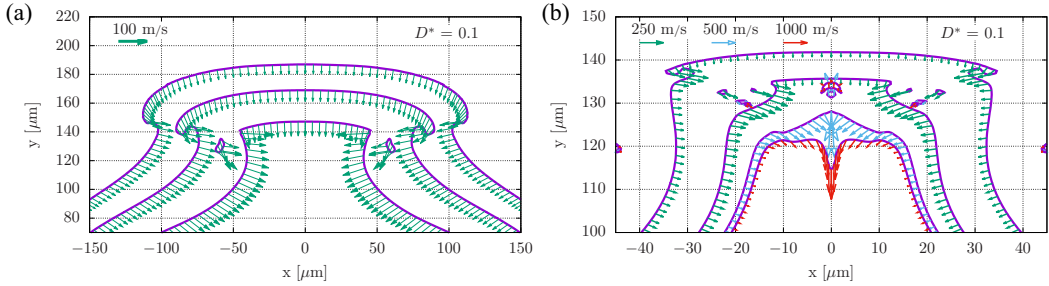 (a)
100 m/s
D* = 0.1
220
200
180
160
140
120
100
80
y [μm]
−150
−100
−50
0
50
100
150
x [μm]
(b)
250 m/s
500 m/s
1000 m/s
D* = 0.1
150
140
130
120
110
100
y [μm]
−40
−30
−20
−10
0
10
20
30
40
x [μm]